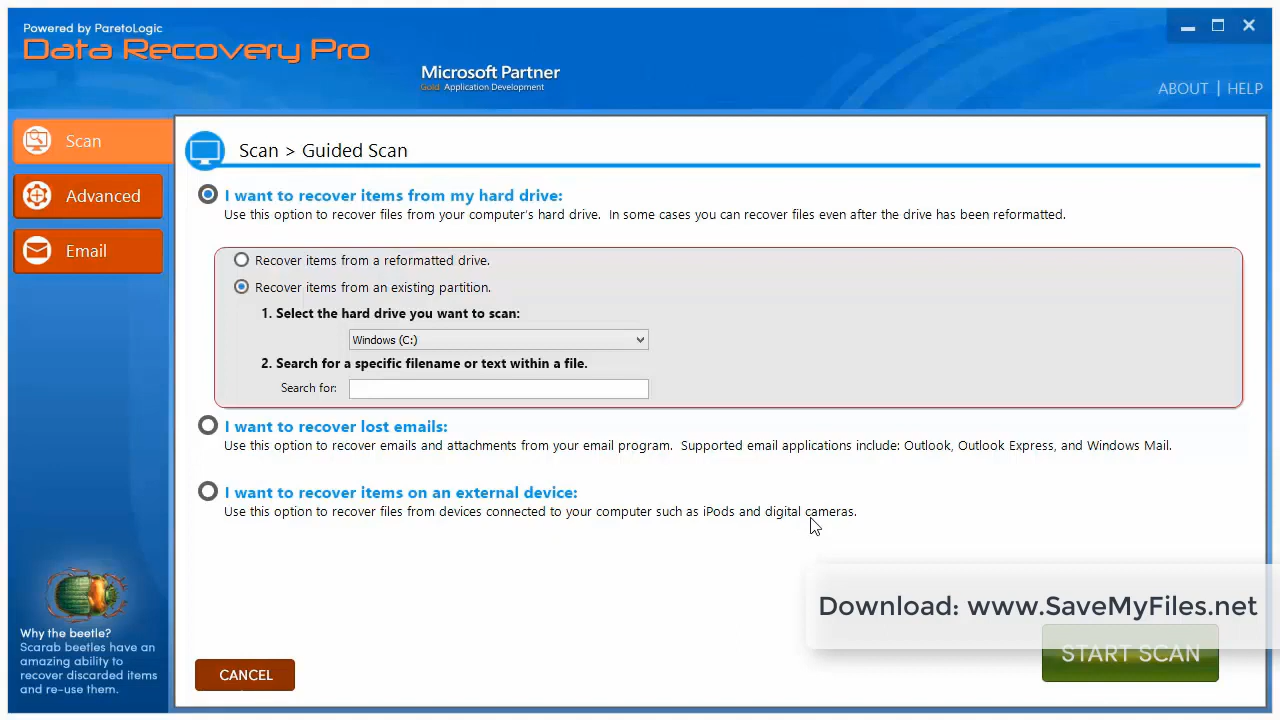 Powered by ParetoLogic
Data Recovery Pro
Microsoft Partner
Gold Application Development
ABOUT | HELP
Scan
Advanced
Email
Scan > Guided Scan
I want to recover items from my hard drive:
Use this option to recover files from your computer's hard drive. In some cases you can recover files even after the drive has been reformatted.
Recover items from a reformatted drive.
Recover items from an existing partition.
1. Select the hard drive you want to scan:
Windows (C:)
2. Search for a specific filename or text within a file.
Search for:
I want to recover lost emails:
Use this option to recover emails and attachments from your email program. Supported email applications include: Outlook, Outlook Express, and Windows Mail.
I want to recover items on an external device:
Use this option to recover files from devices connected to your computer such as iPods and digital cameras.
Why the beetle?
Scarab beetles have an
amazing ability to
recover discarded items
and re-use them.
Download: www.SaveMyFiles.net
CANCEL
START SCAN